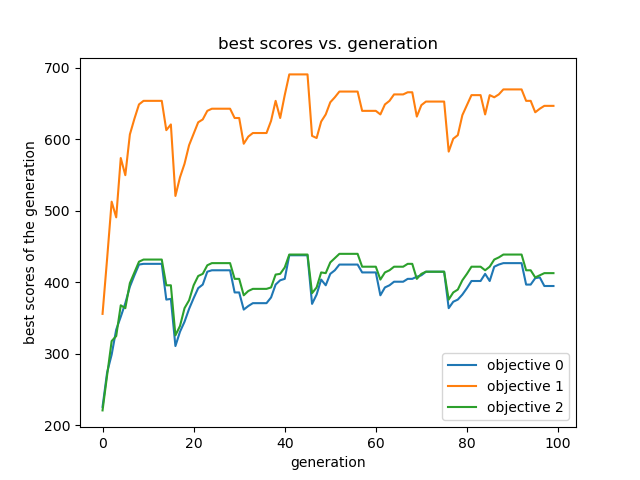 best scores vs. generation
best scores of the generation
700
600
500
400
300
200
0 20 40 60 80 100
generation
objective 0
objective 1
objective 2